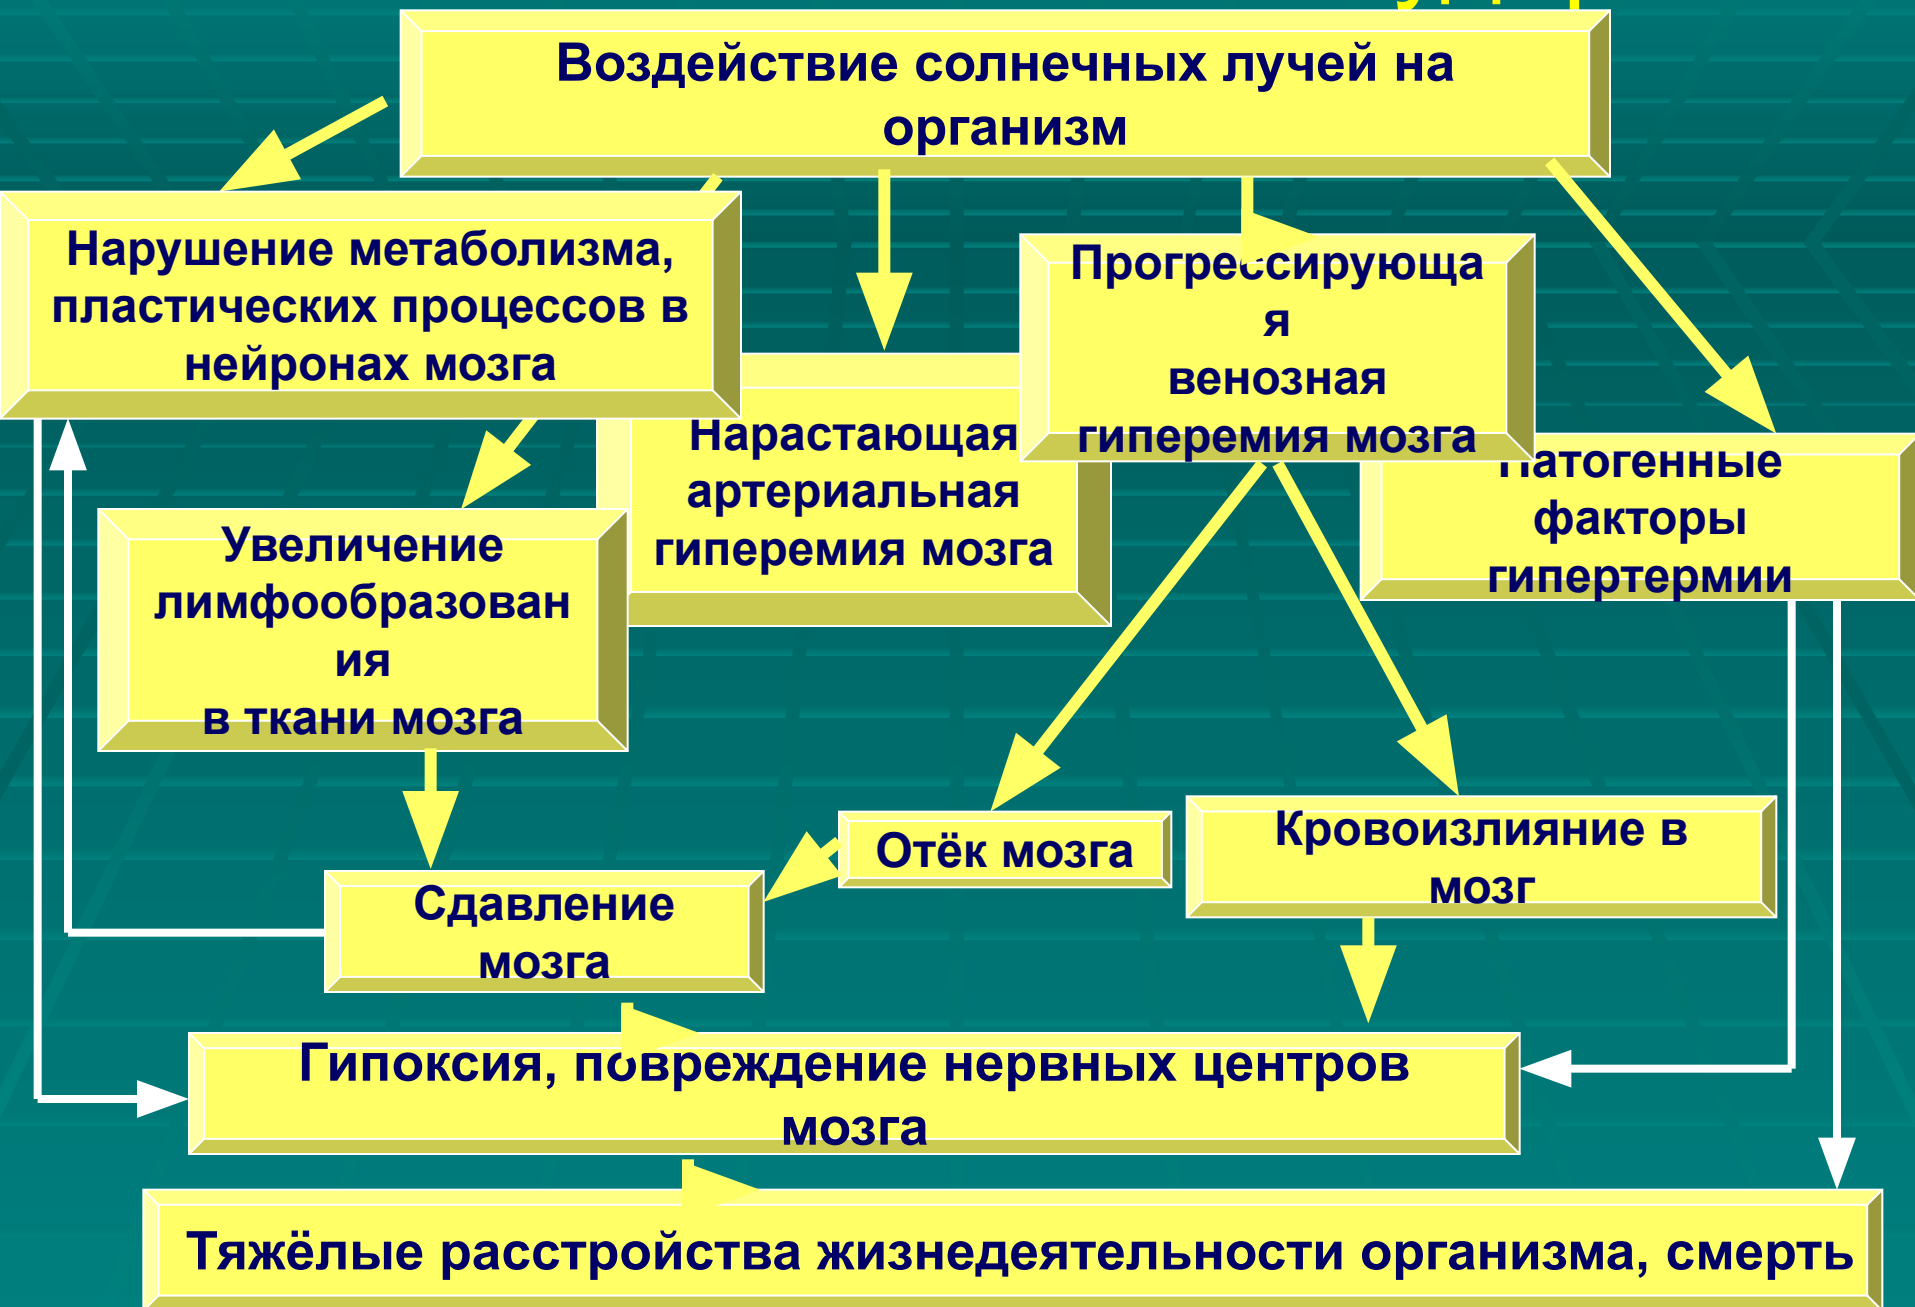 Воздействие солнечных лучей на
организм
Нарушение метаболизма,
пластических процессов в
нейронах мозга
Прогрессирующа
я
венозная
гиперемия мозга
Нарастающая
артериальная
гиперемия мозга
Патогенные
факторы
гипертермии
Увеличение
лимфообразован
ия
в ткани мозга
Отёк мозга
Кровоизлияние в
мозг
Сдавление
мозга
Гипоксия, повреждение нервных центров
мозга
Тяжёлые расстройства жизнедеятельности организма, смерть